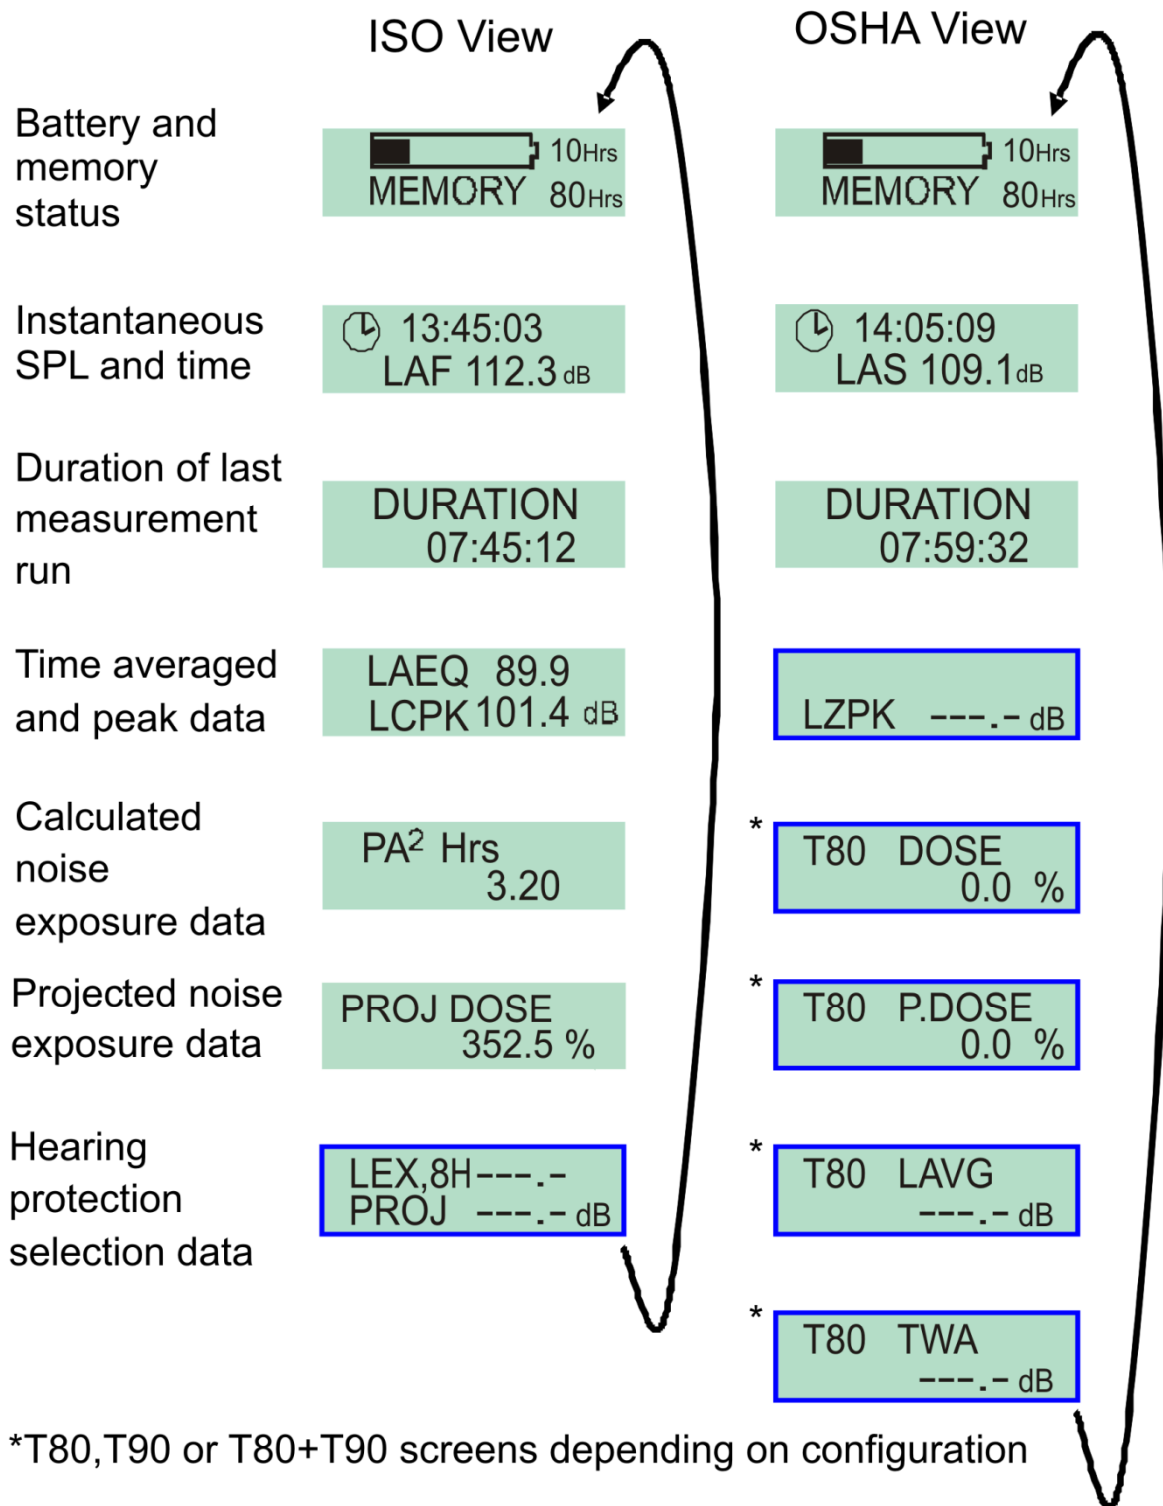 ISO View
OSHA View
Battery and
memory
status
10Hrs
MEMORY 80Hrs
10Hrs
MEMORY 80Hrs
Instantaneous
SPL and time
13:45:03
LAF 112.3 dB
14:05:09
LAS 109.1dB
Duration of last
measurement
run
DURATION
07:45:12
DURATION
07:59:32
Time averaged
and peak data
LAEQ 89.9
LCPK 101.4 dB
LZPK ---.- dB
Calculated
noise
exposure data
PA² Hrs
3.20
*
T80 DOSE
0.0 %
Projected noise
exposure data
PROJ DOSE
352.5 %
*
T80 P.DOSE
0.0 %
Hearing
protection
selection data
LEX,8H---.-
PROJ ---.- dB
*
T80 LAVG
---.- dB
*
T80 TWA
---.- dB
*T80,T90 or T80+T90 screens depending on configuration